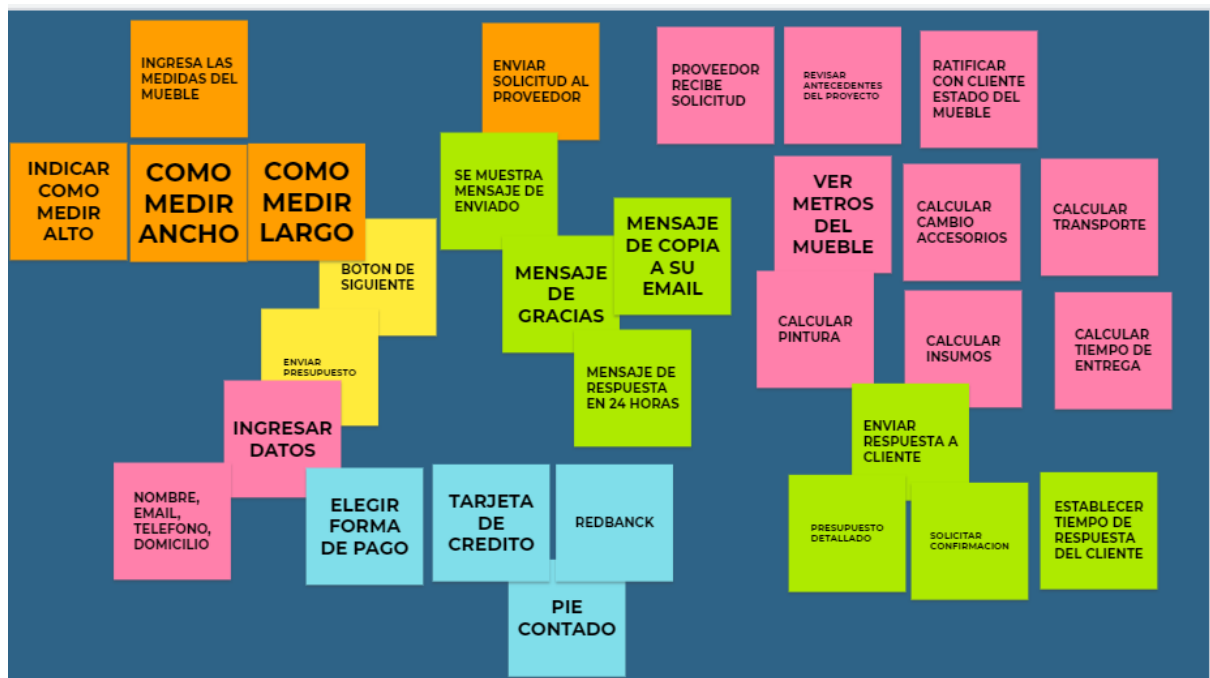 INGRESA LAS
MEDIDAS DEL
MUEBLE
INDICAR
COMO
MEDIR
ALTO
COMO
MEDIR
ANCHO
COMO
MEDIR
LARGO
BOTON DE
SIGUIENTE
ENVIAR
PRESUPUESTO
INGRESAR
DATOS
NOMBRE,
EMAIL,
TELEFONO,
DOMICILIO
ELEGIR
FORMA
DE PAGO
TARJETA
DE
CREDITO
REDBANCK
PIE
CONTADO
ENVIAR
SOLICITUD AL
PROVEEDOR
SE MUESTRA
MENSAJE DE
ENVIADO
MENSAJE
DE
GRACIAS
MENSAJE
DE COPIA
A SU
EMAIL
MENSAJE DE
RESPUESTA
EN 24 HORAS
PROVEEDOR
RECIBE
SOLICITUD
REVISAR
ANTECEDENTES
DEL PROYECTO
RATIFICAR
CON CLIENTE
ESTADO DEL
MUEBLE
VER
METROS
DEL
MUEBLE
CALCULAR
CAMBIO
ACCESORIOS
CALCULAR
TRANSPORTE
CALCULAR
PINTURA
CALCULAR
INSUMOS
CALCULAR
TIEMPO DE
ENTREGA
ENVIAR
RESPUESTA A
CLIENTE
PRESUPUESTO
DETALLADO
SOLICITAR
CONFIRMACION
ESTABLECER
TIEMPO DE
RESPUESTA
DEL CLIENTE